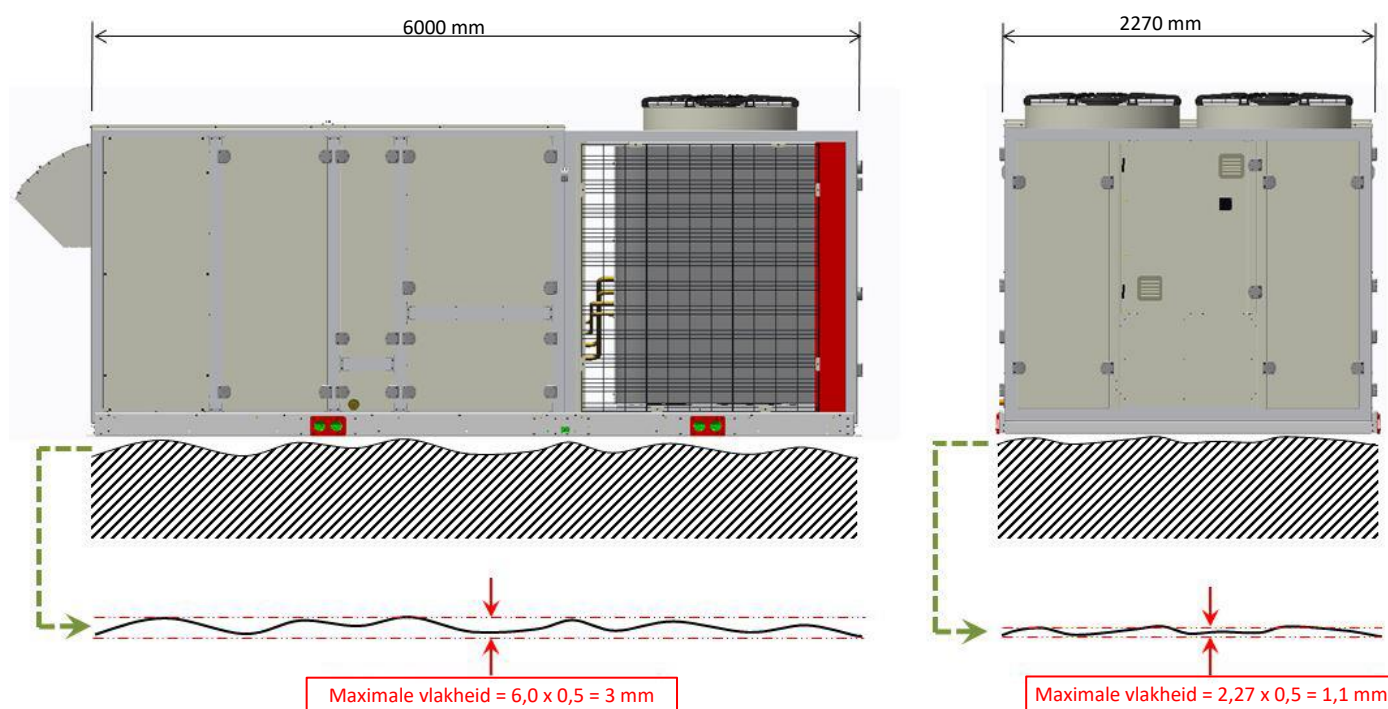 6000 mm
2270 mm
Maximale vlakheid = 6,0 x 0,5 = 3 mm
Maximale vlakheid = 2,27 x 0,5 = 1,1 mm